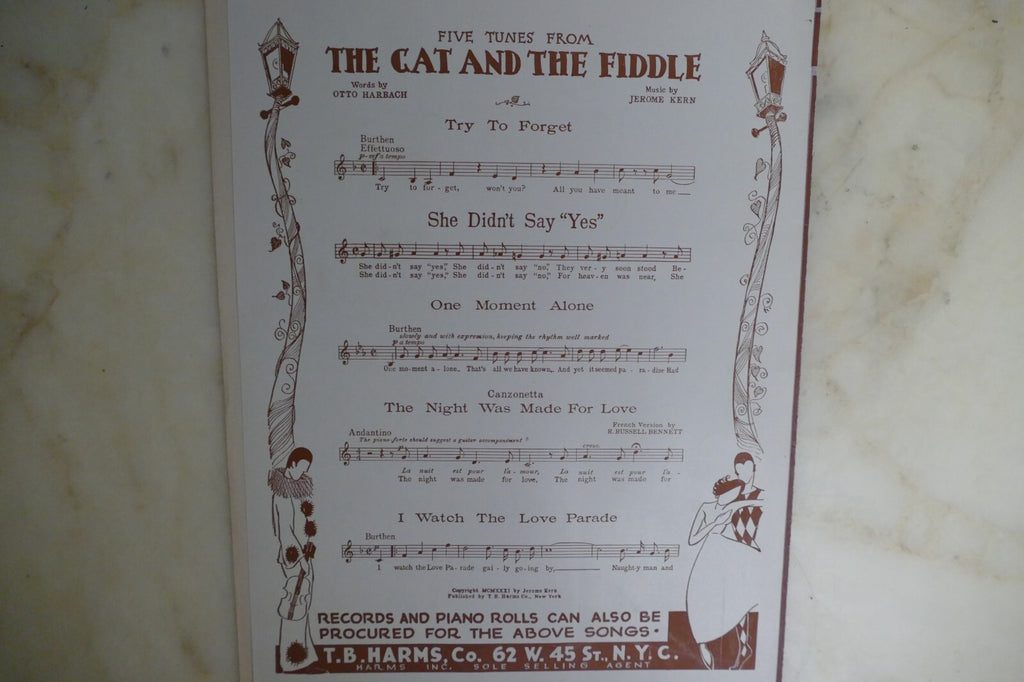 FIVE TUNES FROM
THE CAT AND THE FIDDLE
Words by
OTTO HARBACH
Music by
JEROME KERN
Try To Forget
Burthen
Effettuoso
p-mf a tempo
Try to for - get, won't you? All you have meant to me
She Didn't Say "Yes"
She did-n't say "yes," She did-n't say "no," They ver-y soon stood Be-
She did-n't say "yes," She did-n't say "no," For heav-en was near, She
One Moment Alone
Burthen
slowly and with expression, keeping the rhythm well marked
p a tempo
One mo-ment a-lone. That's all we have known. And yet it seemed pa - ra-dise Had
Canzonetta
The Night Was Made For Love
French Version by
R. RUSSELL BENNETT
Andantino
The piano-forte should suggest a guitar accompaniment
cresc.
La nuit est pour l'a-mour, La nuit est pour l'a-
The night was made for love, The night was made for
I Watch The Love Parade
Burthen
I watch the Love Pa-rade gai-ly go-ing by, Naught-y man and
Copyright MCMXXXI by Jerome Kern
Published by T. B. Harms Co., New York
RECORDS AND PIANO ROLLS CAN ALSO BE
PROCURED FOR THE ABOVE SONGS.
T.B. HARMS, CO. 62 W. 45 ST., N.Y.C.
HARMS INC. SOLE SELLING AGENT